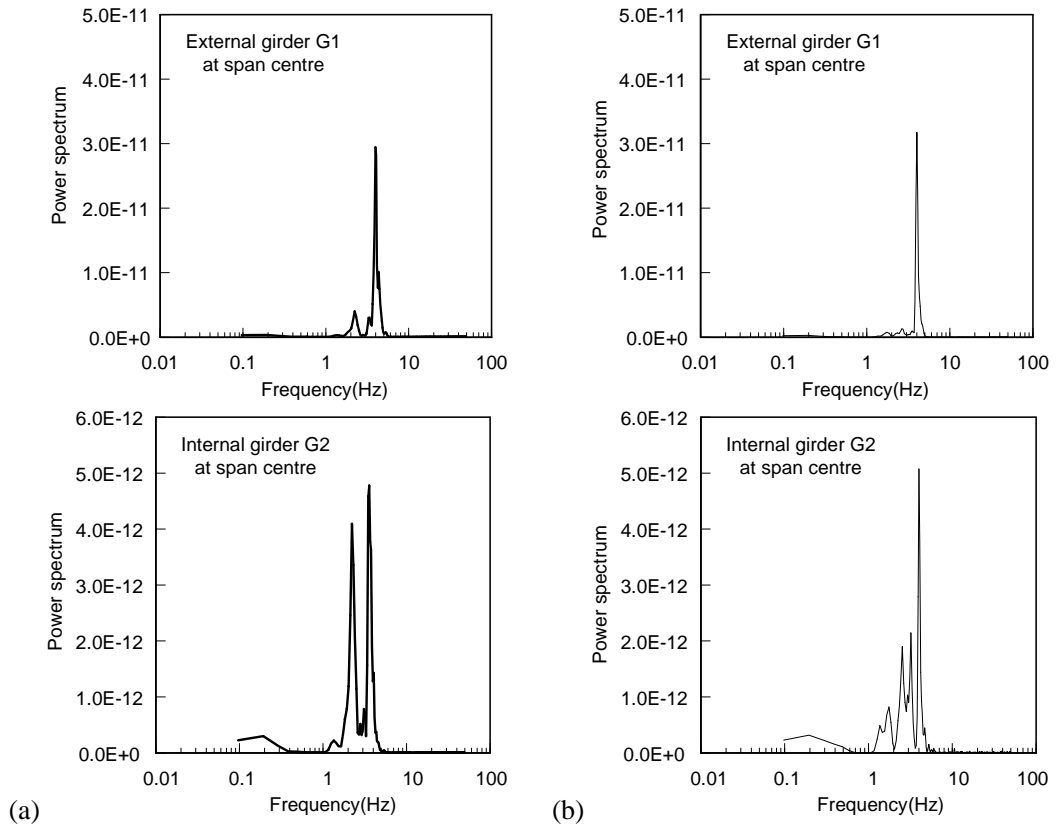 5.0E-11
4.0E-11
3.0E-11
2.0E-11
1.0E-11
0.0E+0
Power spectrum
External girder G1
at span centre
0.01 0.1 1 10 100
Frequency(Hz)
5.0E-11
4.0E-11
3.0E-11
2.0E-11
1.0E-11
0.0E+0
Power spectrum
External girder G1
at span centre
0.01 0.1 1 10 100
Frequency(Hz)
6.0E-12
5.0E-12
4.0E-12
3.0E-12
2.0E-12
1.0E-12
0.0E+0
Power spectrum
Internal girder G2
at span centre
0.01 0.1 1 10 100
Frequency(Hz)
(a)
6.0E-12
5.0E-12
4.0E-12
3.0E-12
2.0E-12
1.0E-12
0.0E+0
Power spectrum
Internal girder G2
at span centre
0.01 0.1 1 10 100
Frequency(Hz)
(b)